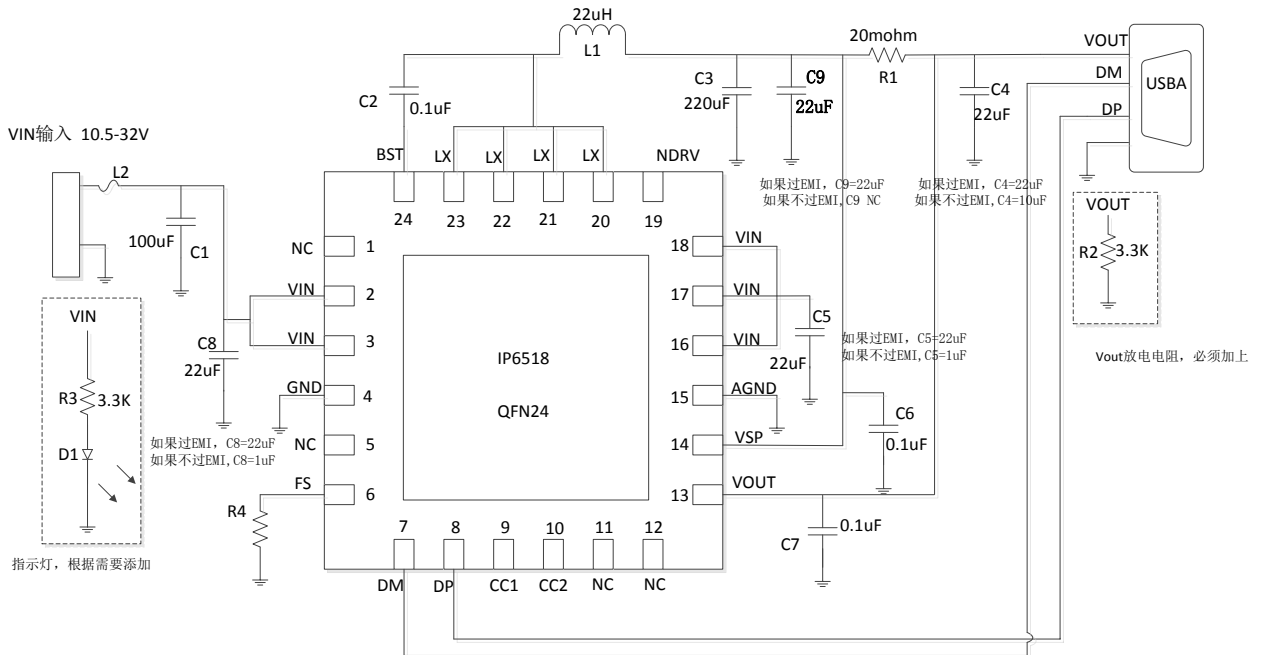 22uH
L1
20mohm
R1
VOUT
DM
DP
USBA
C2
0.1uF
C3
220uF
C9
22uF
C4
22uF
VIN输入 10.5-32V
L2
100uF
C1
BST
LX
LX
LX
LX
NDRV
24
23
22
21
20
19
如果过EMI，C9=22uF
如果不过EMI,C9 NC
如果过EMI，C4=22uF
如果不过EMI,C4=10uF
VOUT
R2
3.3K
Vout放电电阻，必须加上
NC
1
VIN
2
VIN
3
GND
4
NC
5
FS
6
18
VIN
17
VIN
16
VIN
15
AGND
14
VSP
13
VOUT
IP6518
QFN24
C8
22uF
如果过EMI，C8=22uF
如果不过EMI,C8=1uF
C5
22uF
如果过EMI，C5=22uF
如果不过EMI,C5=1uF
C6
0.1uF
C7
0.1uF
VIN
R3
3.3K
D1
指示灯，根据需要添加
R4
7
8
9
10
11
12
DM
DP
CC1
CC2
NC
NC